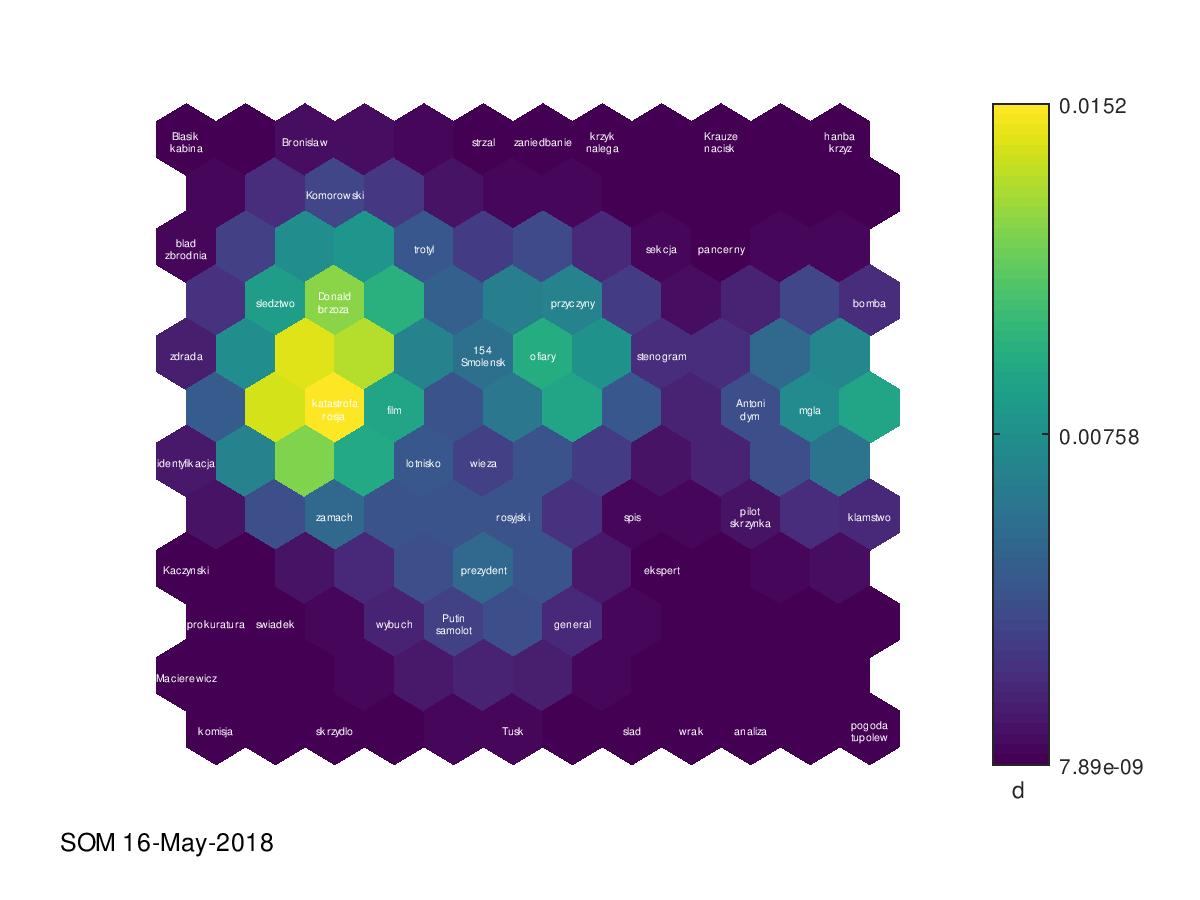 0.0152
Blasik
kabina
Bronislaw
strzal
zaniedbanie
krzyk
nalega
Krauze
nacisk
hanba
krzyz
Komorowski
blad
zbrodnia
trotyl
sekcja
pancerny
sledztwo
Donald
brzoza
przyczyny
bomba
zdrada
154
Smolensk
ofiary
stenogram
katastrofa
rosja
film
Antoni
dym
mgla
0.00758
identyfikacja
lotnisko
wieza
zamach
rosyjski
spis
pilot
skrzynka
klamstwo
Kaczynski
prezydent
ekspert
prokuratura
swiadek
wybuch
Putin
samolot
general
Macierewicz
komisja
skrzydlo
Tusk
slad
wrak
analiza
pogoda
tupolew
7.89e-09
d
SOM 16-May-2018